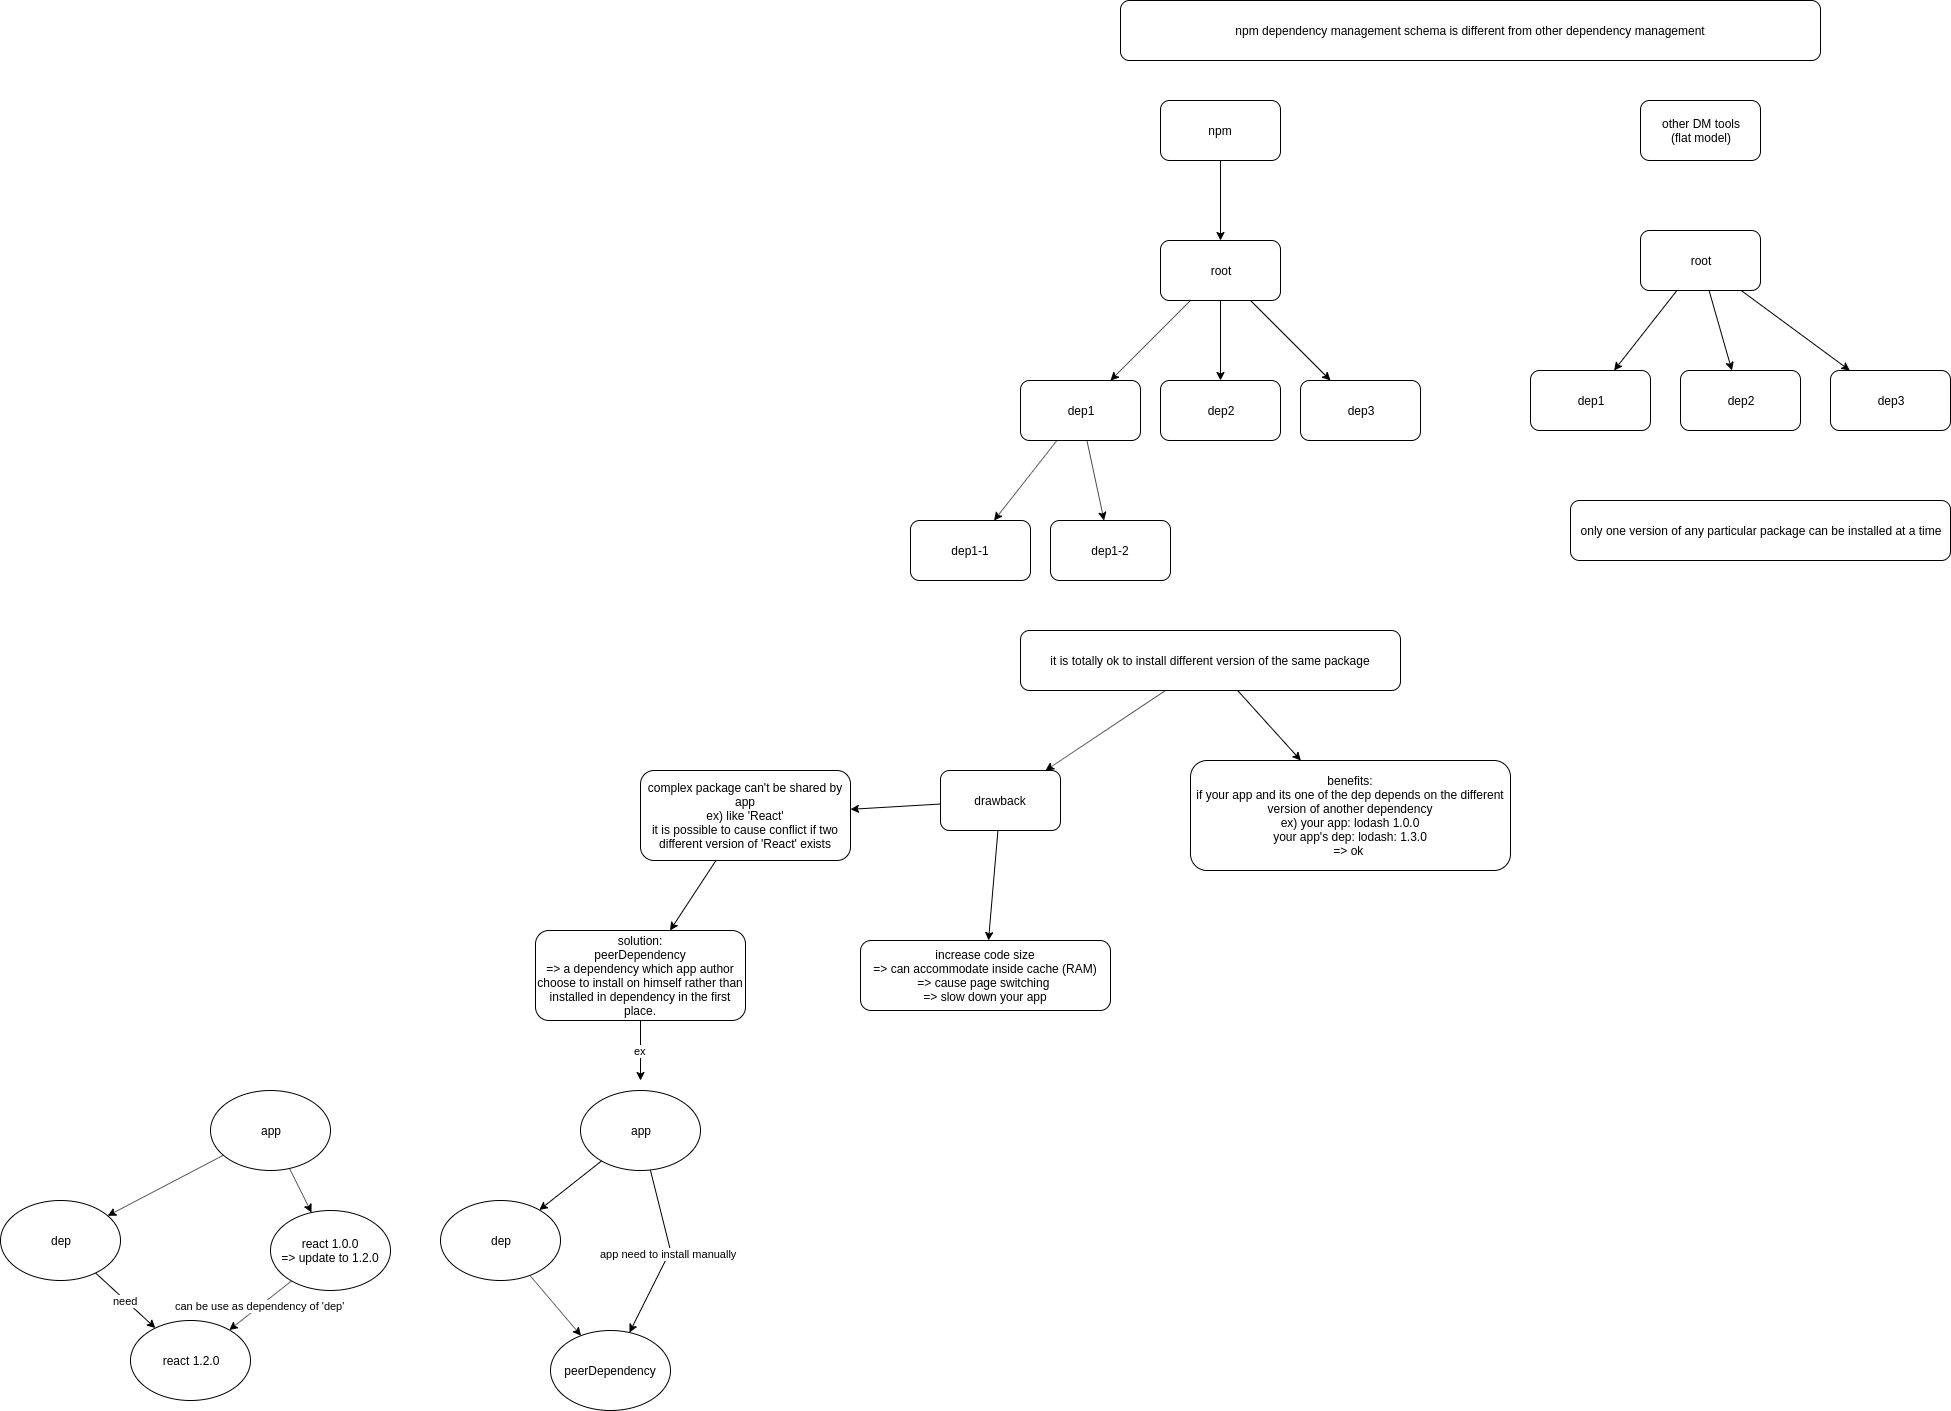 npm dependency management schema is different from other dependency management
npm
other DM tools
(flat model)
root
root
dep1
dep2
dep3
dep1
dep2
dep3
dep1-1
dep1-2
only one version of any particular package can be installed at a time
it is totally ok to install different version of the same package
complex package can't be shared by
app
ex) like 'React'
it is possible to cause conflict if two
different version of 'React' exists
drawback
benefits:
if your app and its one of the dep depends on the different
version of another dependency
ex) your app: lodash 1.0.0
your app's dep: lodash: 1.3.0
=> ok
solution:
peerDependency
=> a dependency which app author
choose to install on himself rather than
installed in dependency in the first
place.
increase code size
=> can accommodate inside cache (RAM)
=> cause page switching
=> slow down your app
ex
app
app
dep
react 1.0.0
=> update to 1.2.0
dep
app need to install manually
need
can be use as dependency of 'dep'
react 1.2.0
peerDependency